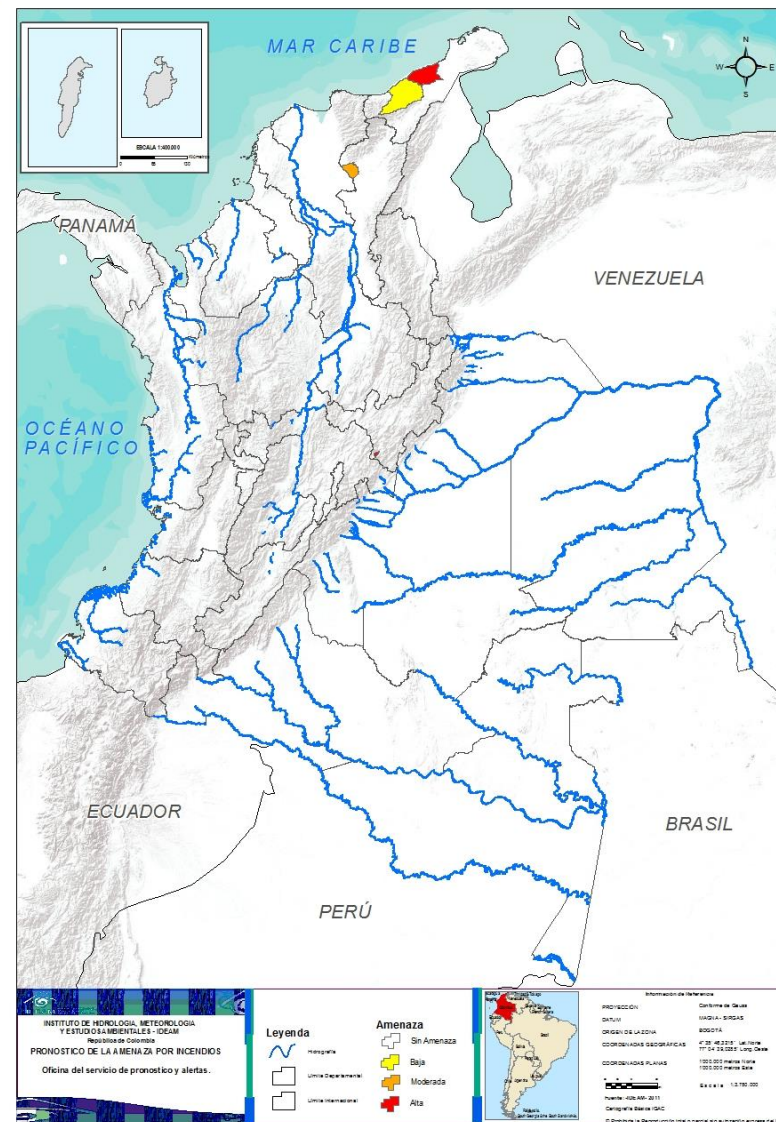 MAR CARIBE
N
W
E
S
ESCALA 1:400.000
PANAMÁ
VENEZUELA
OCÉANO
PACÍFICO
ECUADOR
BRASIL
PERÚ
INSTITUTO DE HIDROLOGIA, METEOROLOGIA
Y ESTUDIOS AMBIENTALES - IDEAM
República de Colombia
PRONOSTICO DE LA AMENAZA POR INCENDIOS
Oficina del servicio de pronostico y alertas.
Leyenda
Hidrografía
Límite Departamental
Límite Internacional
Amenaza
Sin Amenaza
Baja
Moderada
Alta
Información de Referencia
PROYECCIÓN Conforme de Gauss
DATUM MAGNA - SIRGAS
ORIGEN DE LA ZONA BOGOTÁ
COORDENADAS GEOGRÁFICAS
COORDENADAS PLANAS 1'000.000 metros Norte
1'000.000 metros Este
Escala
Cartografía Básica IGAC